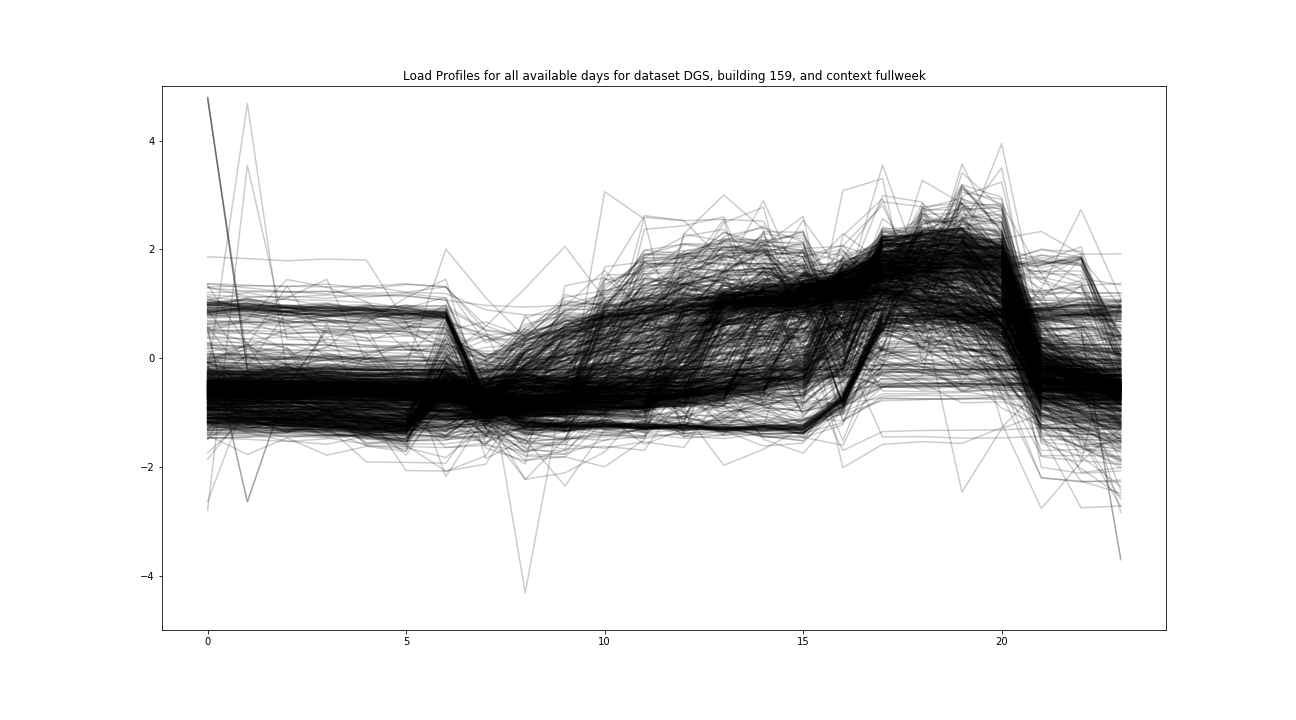 Load Profiles for all available days for dataset DGS, building 159, and context fullweek
4
2
0
−2
−4
0 5 10 15 20